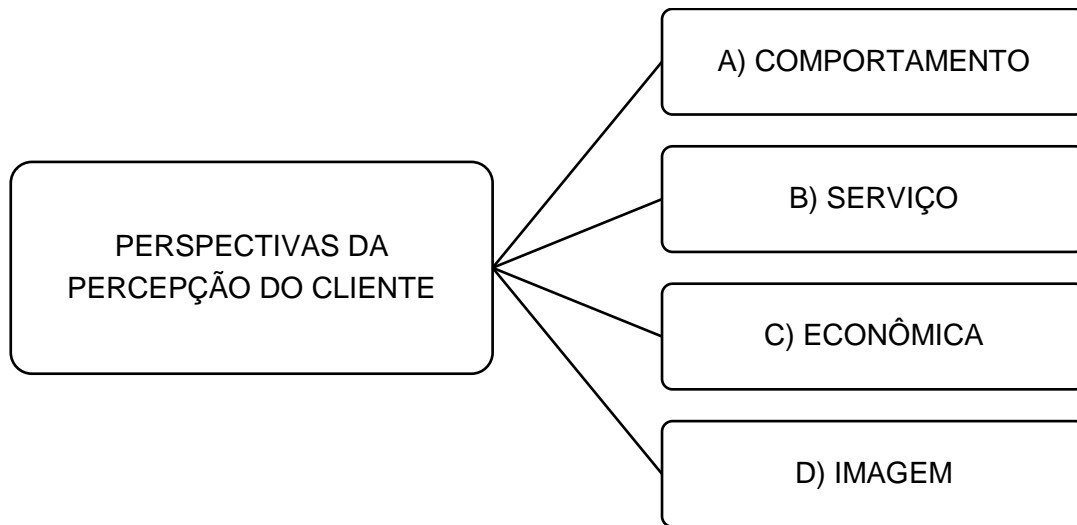 PERSPECTIVAS DA
PERCEPÇÃO DO CLIENTE
A) COMPORTAMENTO
B) SERVIÇO
C) ECONÔMICA
D) IMAGEM